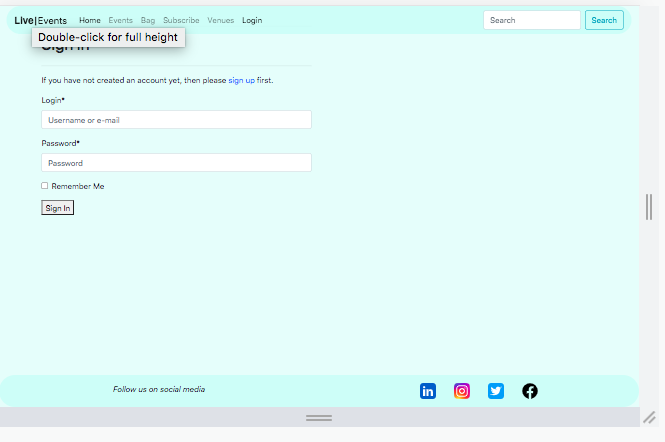 Live|Events Home Events Bag Subscribe Venues Login Search Search
Double-click for full height
Sign In
If you have not created an account yet, then please sign up first.
Login*
Username or e-mail
Password*
Password
Remember Me
Sign In
Follow us on social media